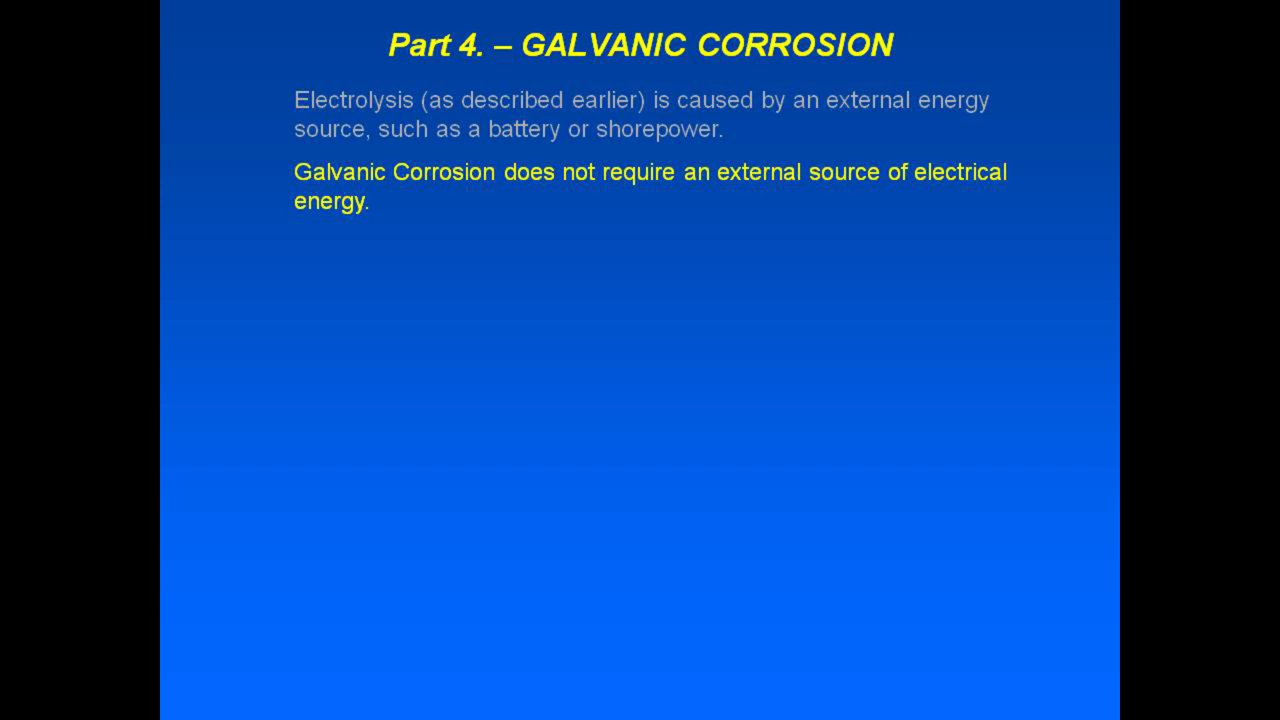 Part 4. – GALVANIC CORROSION
Electrolysis (as described earlier) is caused by an external energy
source, such as a battery or shorepower.
Galvanic Corrosion does not require an external source of electrical
energy.